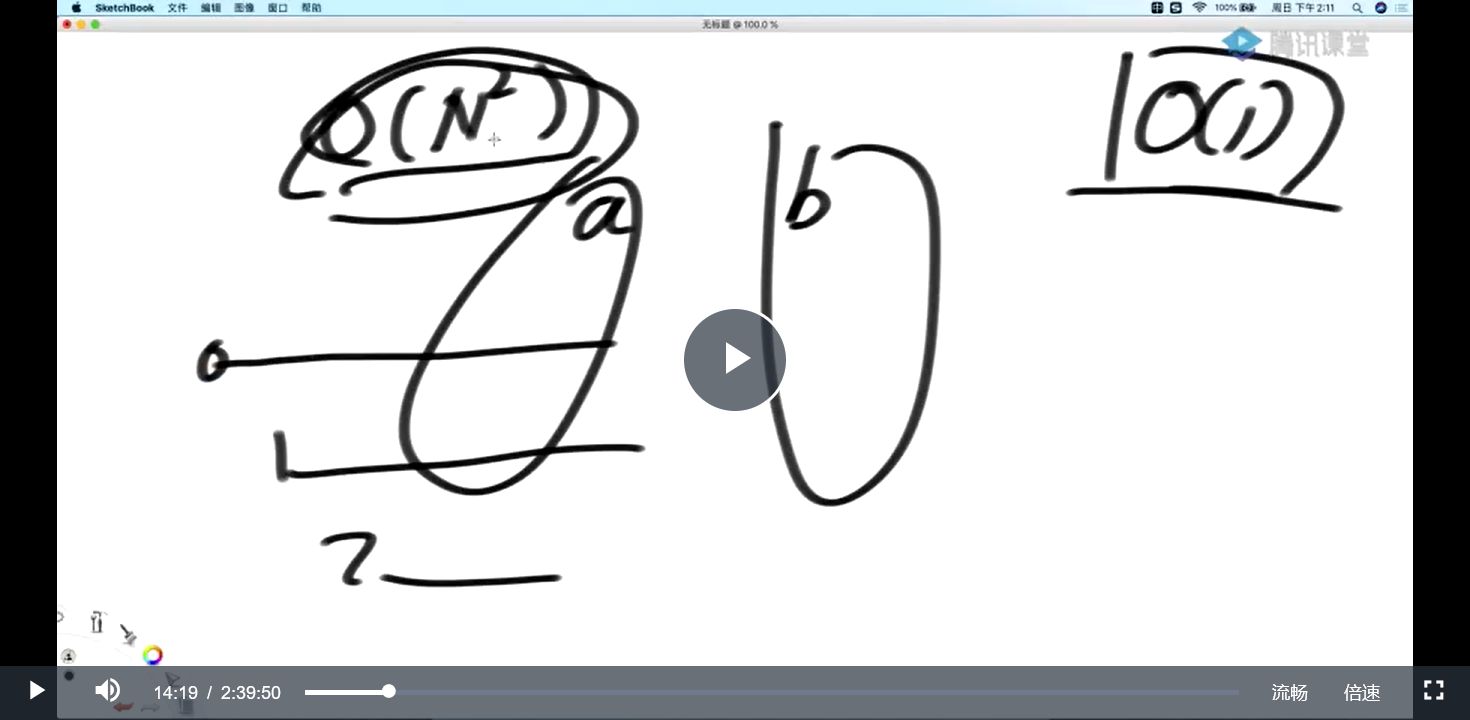 SketchBook 文件 编辑 图像 窗口 帮助 100% 周日 下午2:11
无标题 @ 100.0 %
腾讯课堂
O(N²)
O(1)
a
b
0
1
2
14:19 / 2:39:50 流畅 倍速